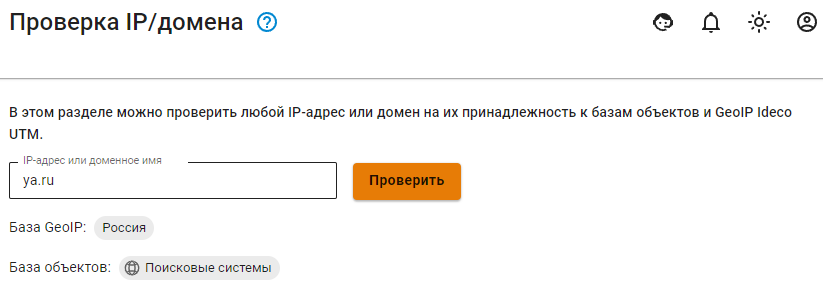 Проверка IP/домена
В этом разделе можно проверить любой IP-адрес или домен на их принадлежность к базам объектов и GeoIP Ideco
UTM.
IP-адрес или доменное имя
ya.ru
Проверить
База GeoIP: Россия
База объектов: Поисковые системы